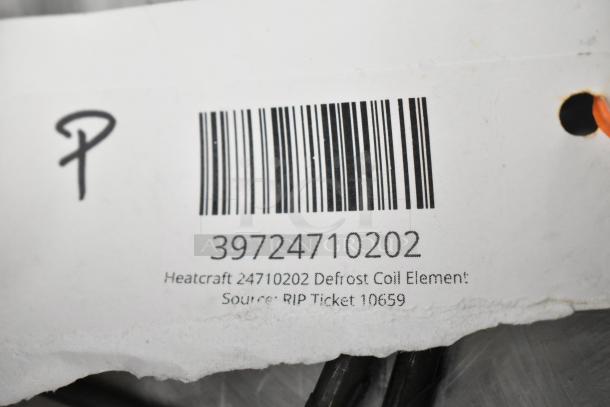 P
39724710202
Heatcraft 24710202 Defrost Coil Element
Source: RIP Ticket 10659